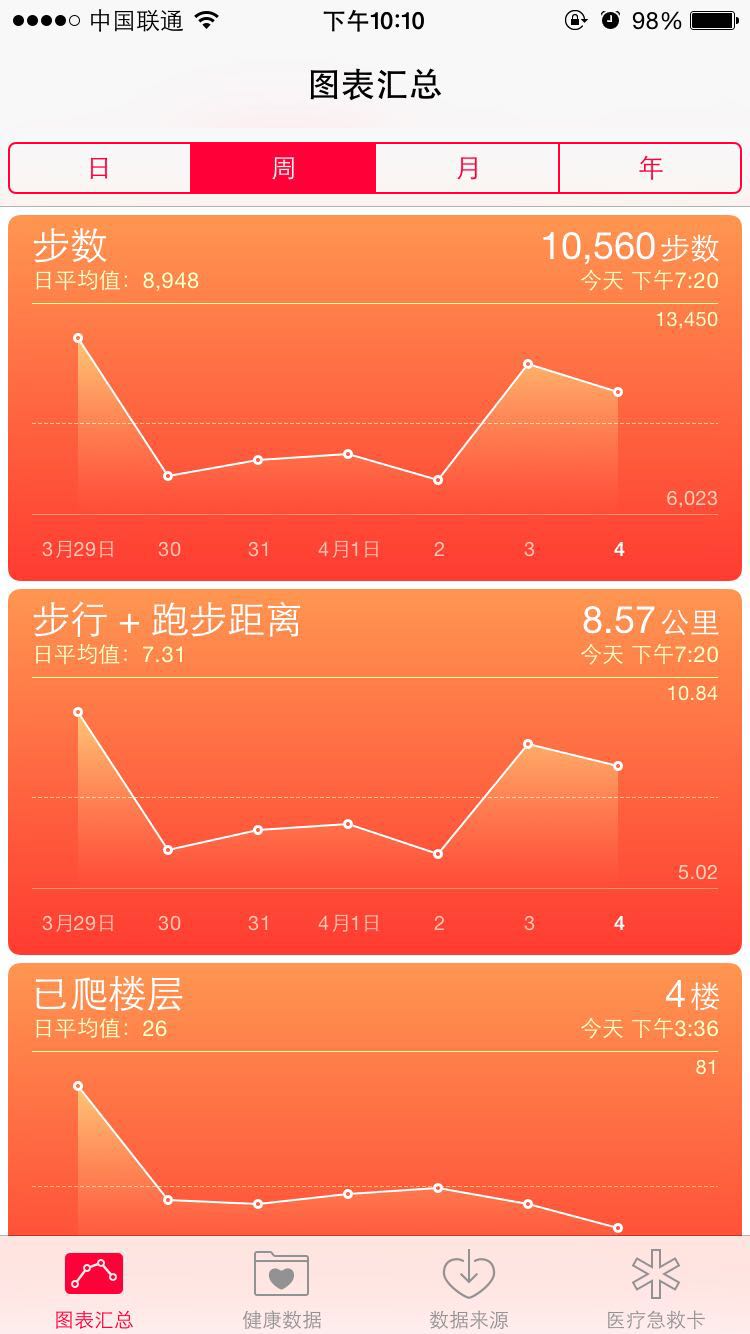 中国联通 下午10:10 98%
图表汇总
日 周 月 年
步数 10,560步数
日平均值：8,948 今天 下午7:20
13,450
6,023
3月29日 30 31 4月1日 2 3 4
步行 + 跑步距离 8.57公里
日平均值：7.31 今天 下午7:20
10.84
5.02
3月29日 30 31 4月1日 2 3 4
已爬楼层 4楼
日平均值：26 今天 下午3:36
81
图表汇总 健康数据 数据来源 医疗急救卡